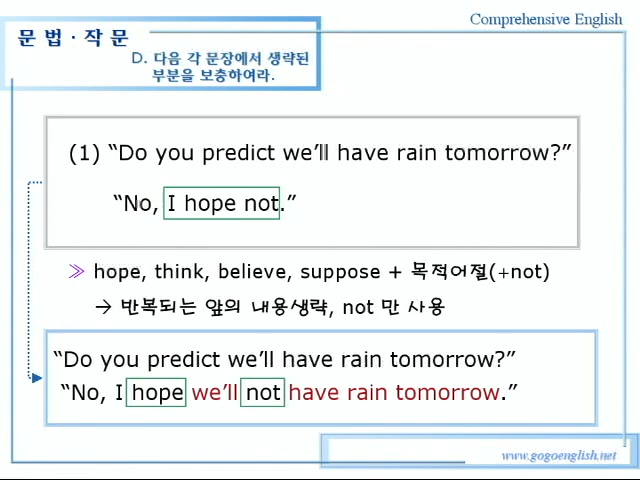 Comprehensive English
문 법 · 작 문
D. 다음 각 문장에서 생략된
부분을 보충하여라.
(1) “Do you predict we’ll have rain tomorrow?”
“No, I hope not.”
≫ hope, think, believe, suppose + 목적어절(+not)
→ 반복되는 앞의 내용생략, not 만 사용
“Do you predict we’ll have rain tomorrow?”
“No, I hope we’ll not have rain tomorrow.”
www.gogoenglish.net